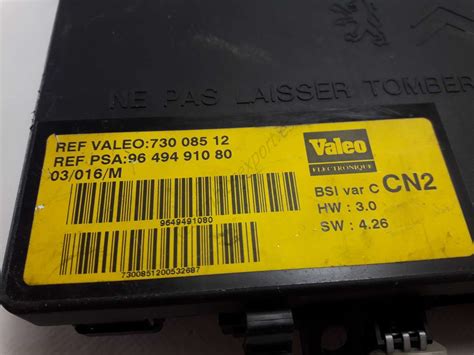 NE PAS LAISSER TOMBER
REF VALEO:730 085 12
REF PSA:96 494 910 80
03/016/M
9649491080
7300851200532687
Valeo
ELECTRONIQUE
BSI var C CN2
HW : 3.0
SW : 4.26